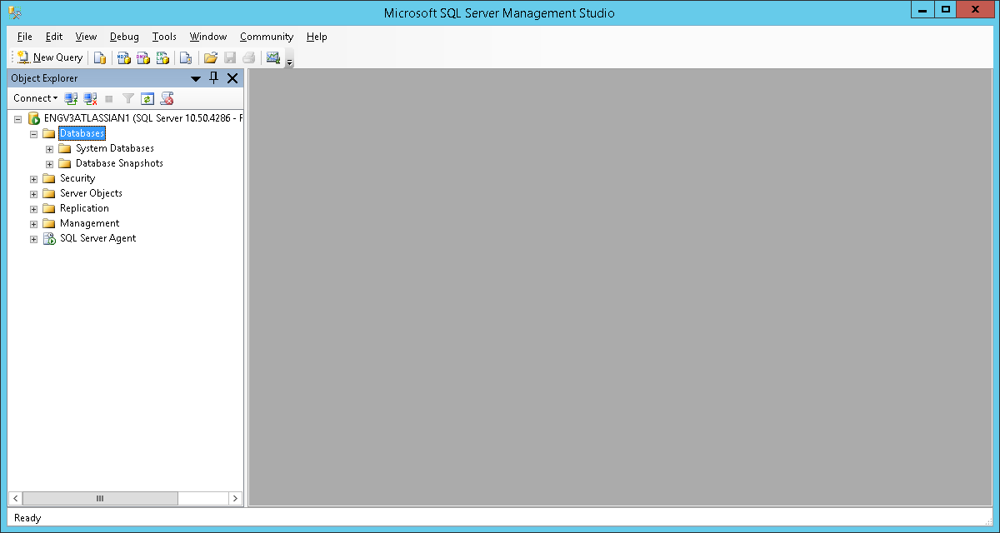 Microsoft SQL Server Management Studio
File Edit View Debug Tools Window Community Help
New Query
Object Explorer
Connect
ENGV3ATLASSIAN1 (SQL Server 10.50.4286 -
Databases
System Databases
Database Snapshots
Security
Server Objects
Replication
Management
SQL Server Agent
Ready